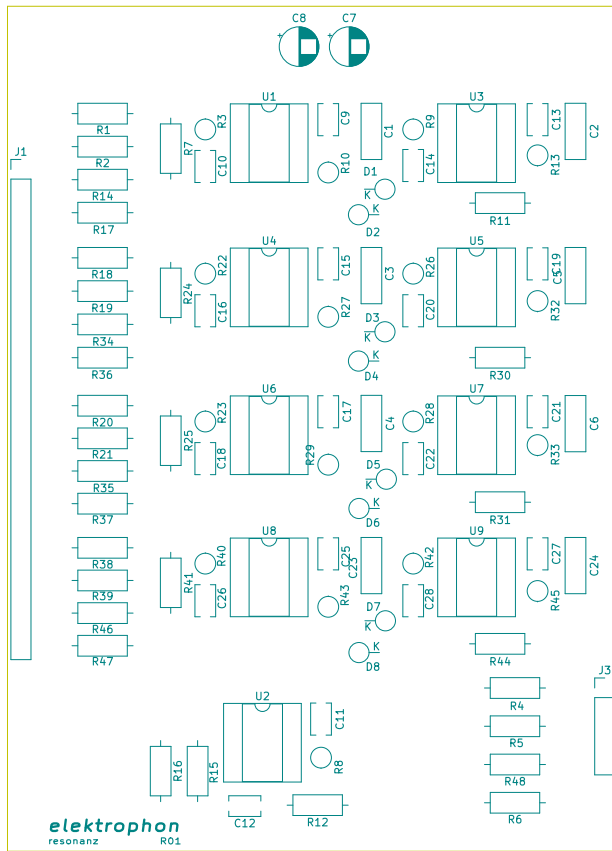 C8 C7
+ +
U1 U3
R1 R7 R3 C9 C1 R9 C13 C2
J1 R2 C10 R10 C14 R13
D1
R14 K
K R11
R17 D2
U4 U5
R18 R24 R22 C15 C3 R26 C5 C19
R19 C16 R27 C20 R32
R34 D3
K
K
R36 D4 R30
U6 U7
R20 R25 R23 C17 C4 R28 C21 C6
R21 C18 R29 C22 R33
R35 D5
K
K
R37 D6 R31
U8 U9
R38 R41 R40 C25 C23 R42 C27 C24
R39 C26 R43 C28 R45
R46 D7
K
K
R47 D8 R44
J3
U2 R4
C11 R5
R16 R15 R8 R48
C12 R12 R6
elektrophon
resonanz R01